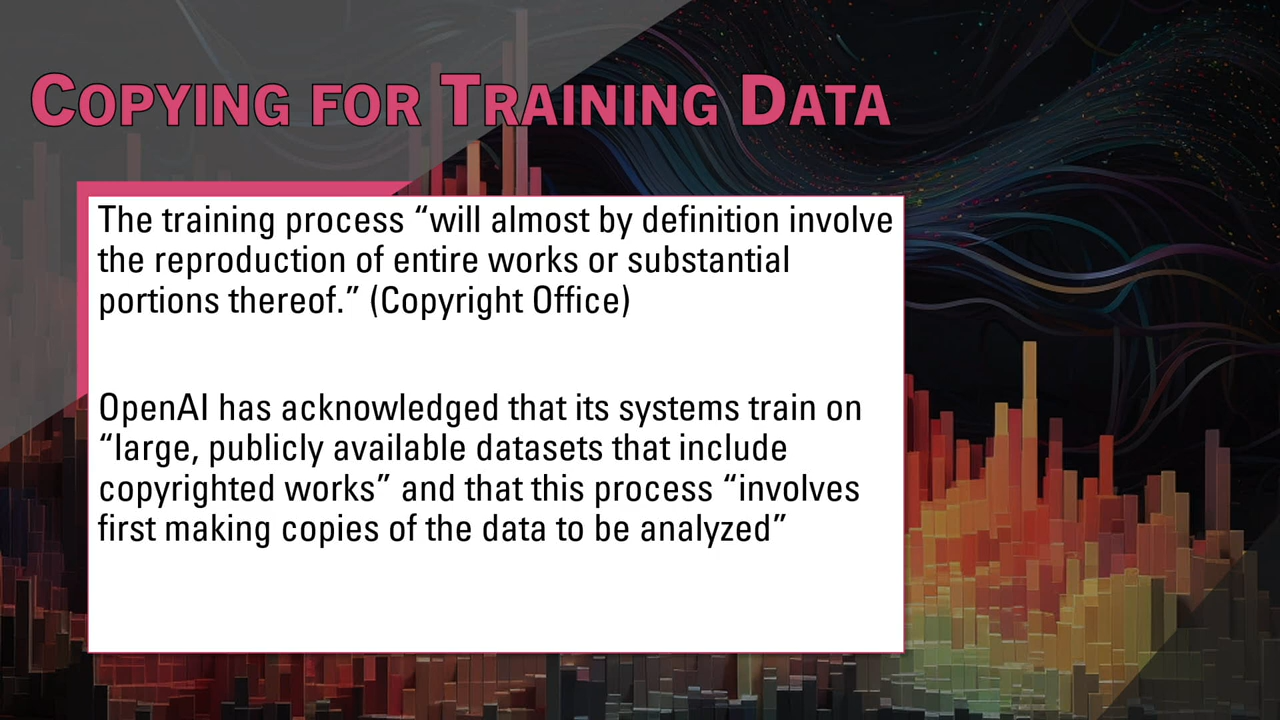 COPYING FOR TRAINING DATA
The training process “will almost by definition involve
the reproduction of entire works or substantial
portions thereof.” (Copyright Office)
OpenAI has acknowledged that its systems train on
“large, publicly available datasets that include
copyrighted works” and that this process “involves
first making copies of the data to be analyzed”